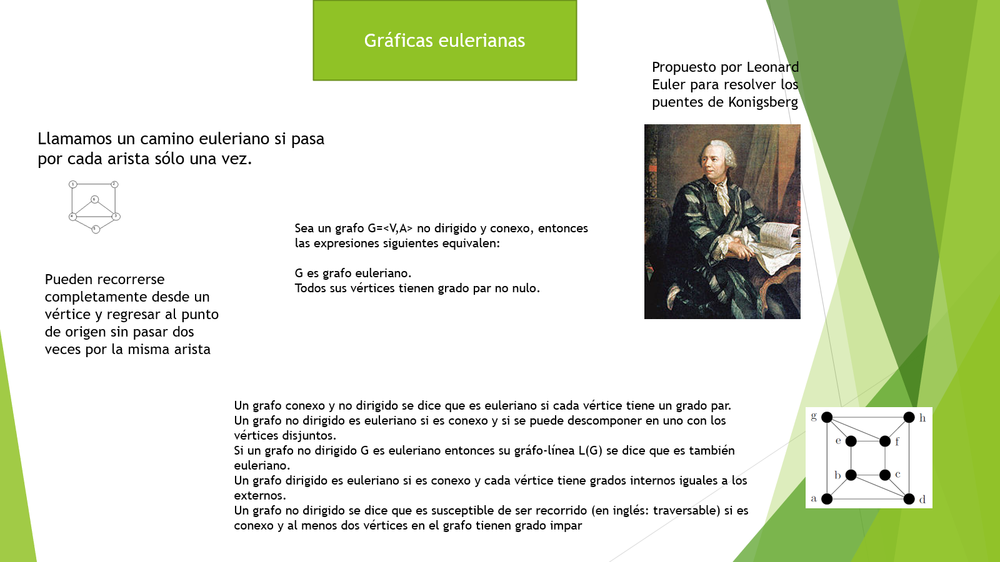 Gráficas eulerianas
Propuesto por Leonard
Euler para resolver los
puentes de Konigsberg
Llamamos un camino euleriano si pasa
por cada arista sólo una vez.
1
2
6
4
3
5
Sea un grafo G=<V,A> no dirigido y conexo, entonces
las expresiones siguientes equivalen:
G es grafo euleriano.
Todos sus vértices tienen grado par no nulo.
Pueden recorrerse
completamente desde un
vértice y regresar al punto
de origen sin pasar dos
veces por la misma arista
Un grafo conexo y no dirigido se dice que es euleriano si cada vértice tiene un grado par.
Un grafo no dirigido es euleriano si es conexo y si se puede descomponer en uno con los
vértices disjuntos.
Si un grafo no dirigido G es euleriano entonces su gráfo-línea L(G) se dice que es también
euleriano.
Un grafo dirigido es euleriano si es conexo y cada vértice tiene grados internos iguales a los
externos.
Un grafo no dirigido se dice que es susceptible de ser recorrido (en inglés: traversable) si es
conexo y al menos dos vértices en el grafo tienen grado impar
g
h
e
f
b
c
a
d